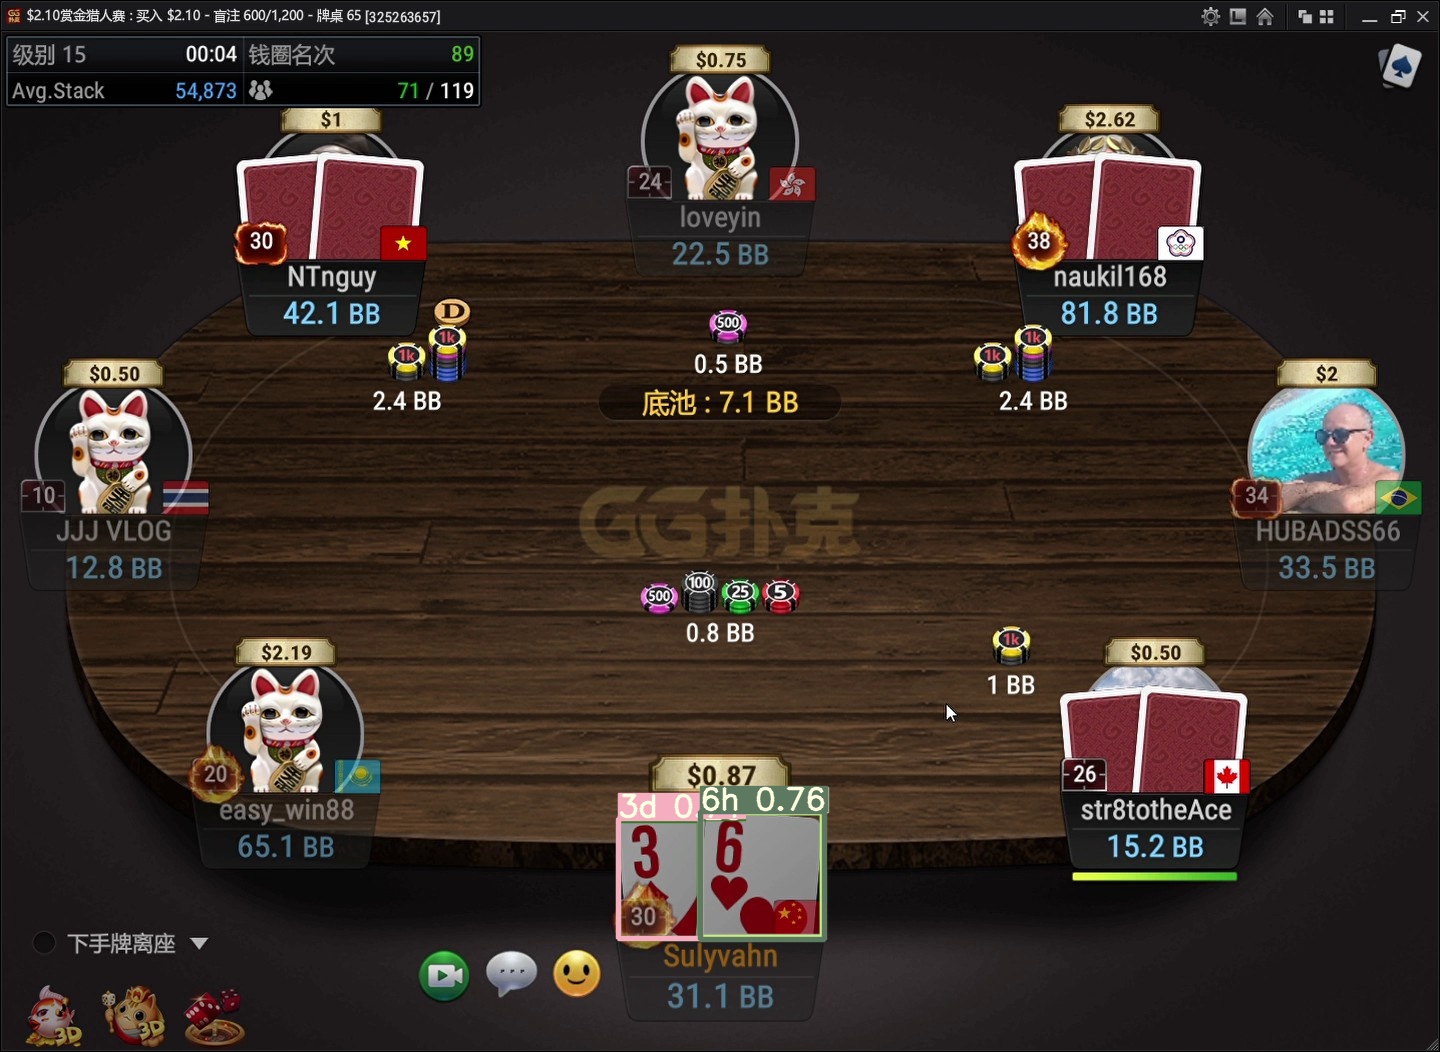 $2.10赏金猎人赛 : 买入 $2.10 - 盲注 600/1,200 - 牌桌 65 [325263657]
级别 15 00:04 钱圈名次 89
Avg.Stack 54,873 71 / 119
$0.75
24
loveyin
22.5 BB
$1
30
NTnguy
42.1 BB
$2.62
38
naukil168
81.8 BB
D
1k 1k
2.4 BB
500
0.5 BB
1k 1k
2.4 BB
底池 : 7.1 BB
$0.50
10
JJJ VLOG
12.8 BB
$2
34
HUBADSS66
33.5 BB
GG扑克
500 100 25 5
0.8 BB
1k
1 BB
$2.19
20
easy_win88
65.1 BB
$0.50
26
str8totheAce
15.2 BB
$0.87
3d 6h 0.76
3 6
30
Sulyvahn
31.1 BB
下手牌离座
3D 3D